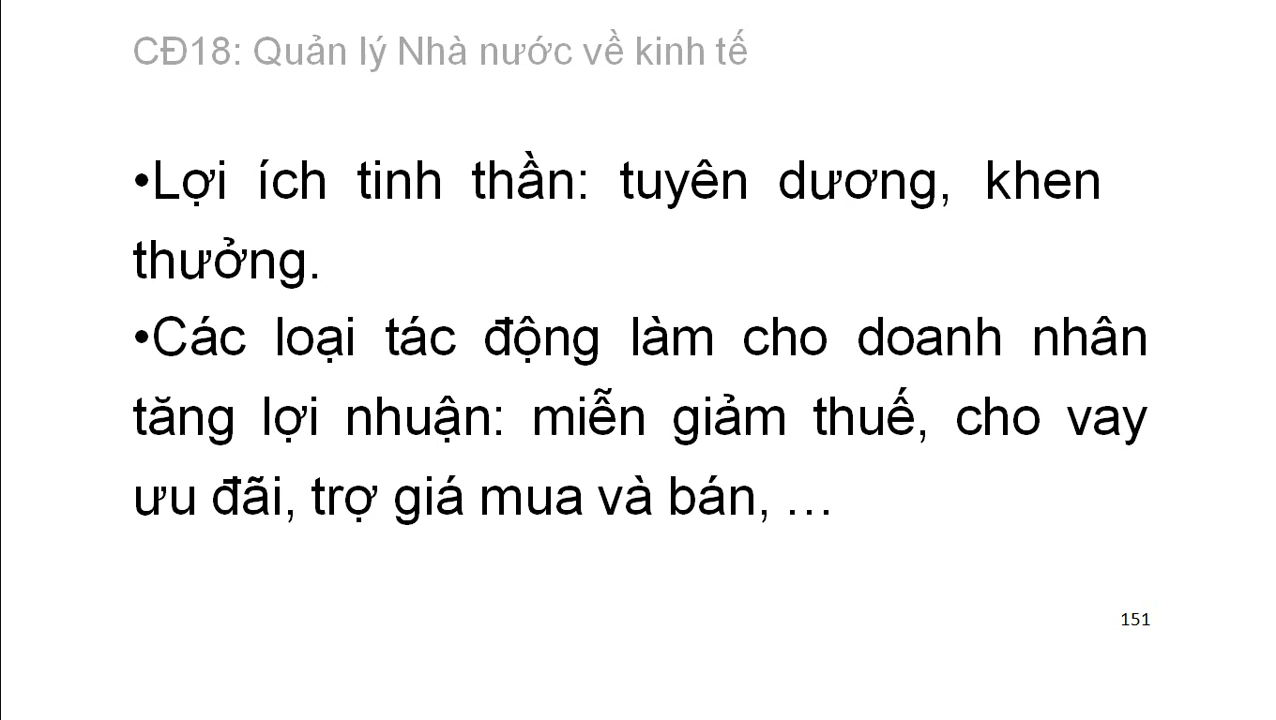 CĐ18: Quản lý Nhà nước về kinh tế
•Lợi ích tinh thần: tuyên dương, khen
thưởng.
•Các loại tác động làm cho doanh nhân
tăng lợi nhuận: miễn giảm thuế, cho vay
ưu đãi, trợ giá mua và bán, …
151